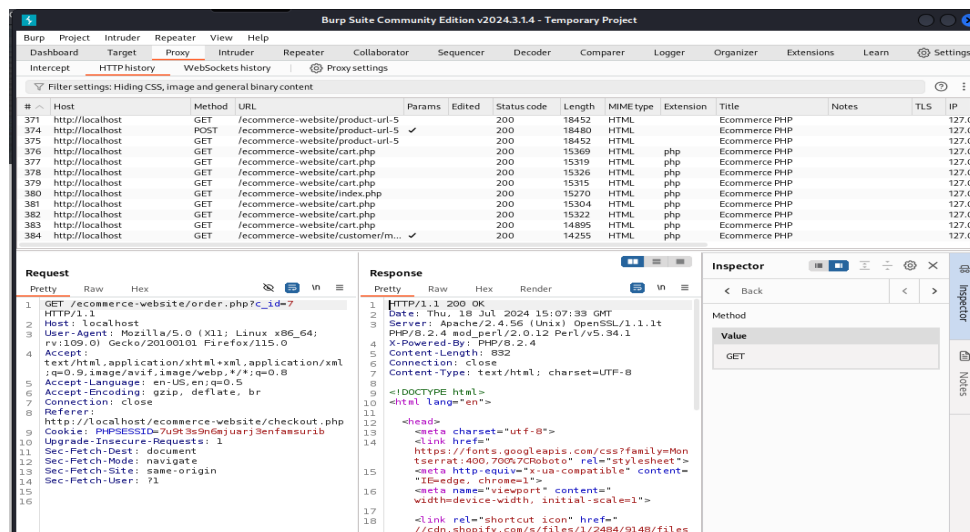 Burp Suite Community Edition v2024.3.1.4 - Temporary Project
Burp Project Intruder Repeater View Help
Dashboard Target Proxy Intruder Repeater Collaborator Sequencer Decoder Comparer Logger Organizer Extensions Learn Settings
Intercept HTTP history WebSockets history Proxy settings
Filter settings: Hiding CSS, image and general binary content
# Host Method URL Params Edited Status code Length MIME type Extension Title Notes TLS IP
371 http://localhost GET /ecommerce-website/product-url-5 200 18452 HTML Ecommerce PHP 127.0
374 http://localhost POST /ecommerce-website/product-url-5 ✓ 200 18480 HTML Ecommerce PHP 127.0
375 http://localhost GET /ecommerce-website/product-url-5 200 18452 HTML Ecommerce PHP 127.0
376 http://localhost GET /ecommerce-website/cart.php 200 15369 HTML php Ecommerce PHP 127.0
377 http://localhost GET /ecommerce-website/cart.php 200 15319 HTML php Ecommerce PHP 127.0
378 http://localhost GET /ecommerce-website/cart.php 200 15326 HTML php Ecommerce PHP 127.0
379 http://localhost GET /ecommerce-website/cart.php 200 15315 HTML php Ecommerce PHP 127.0
380 http://localhost GET /ecommerce-website/index.php 200 15270 HTML php Ecommerce PHP 127.0
381 http://localhost GET /ecommerce-website/cart.php 200 15304 HTML php Ecommerce PHP 127.0
382 http://localhost GET /ecommerce-website/cart.php 200 15322 HTML php Ecommerce PHP 127.0
383 http://localhost GET /ecommerce-website/cart.php 200 14895 HTML php Ecommerce PHP 127.0
384 http://localhost GET /ecommerce-website/customer/m... ✓ 200 14255 HTML php Ecommerce PHP 127.0
Request
Pretty Raw Hex \n
1 GET /ecommerce-website/order.php?c_id=7
HTTP/1.1
2 Host: localhost
3 User-Agent: Mozilla/5.0 (X11; Linux x86_64;
rv:109.0) Gecko/20100101 Firefox/115.0
4 Accept:
text/html,application/xhtml+xml,application/xml
;q=0.9,image/avif,image/webp,*/*;q=0.8
5 Accept-Language: en-US,en;q=0.5
6 Accept-Encoding: gzip, deflate, br
7 Connection: close
8 Referer:
http://localhost/ecommerce-website/checkout.php
9 Cookie: PHPSESSID=7u9t3s9n6mjuarj3enfamsurib
10 Upgrade-Insecure-Requests: 1
11 Sec-Fetch-Dest: document
12 Sec-Fetch-Mode: navigate
13 Sec-Fetch-Site: same-origin
14 Sec-Fetch-User: ?1
15
16
Response
Pretty Raw Hex Render \n
1 HTTP/1.1 200 OK
2 Date: Thu, 18 Jul 2024 15:07:33 GMT
3 Server: Apache/2.4.56 (Unix) OpenSSL/1.1.1t
PHP/8.2.4 mod_perl/2.0.12 Perl/v5.34.1
4 X-Powered-By: PHP/8.2.4
5 Content-Length: 832
6 Connection: close
7 Content-Type: text/html; charset=UTF-8
8
9 <!DOCTYPE html>
10 <html lang="en">
11
12 <head>
13 <meta charset="utf-8">
14 <link href="
https://fonts.googleapis.com/css?family=Mon
tserrat:400,700%7CRoboto" rel="stylesheet">
15 <meta http-equiv="x-ua-compatible" content=
"IE=edge, chrome=1">
16 <meta name="viewport" content="
width=device-width, initial-scale=1">
17
18 <link rel="shortcut icon" href="
//cdn.shopify.com/s/files/1/2484/9148/files
Inspector
Back
Method
Value
GET
Inspector
Notes